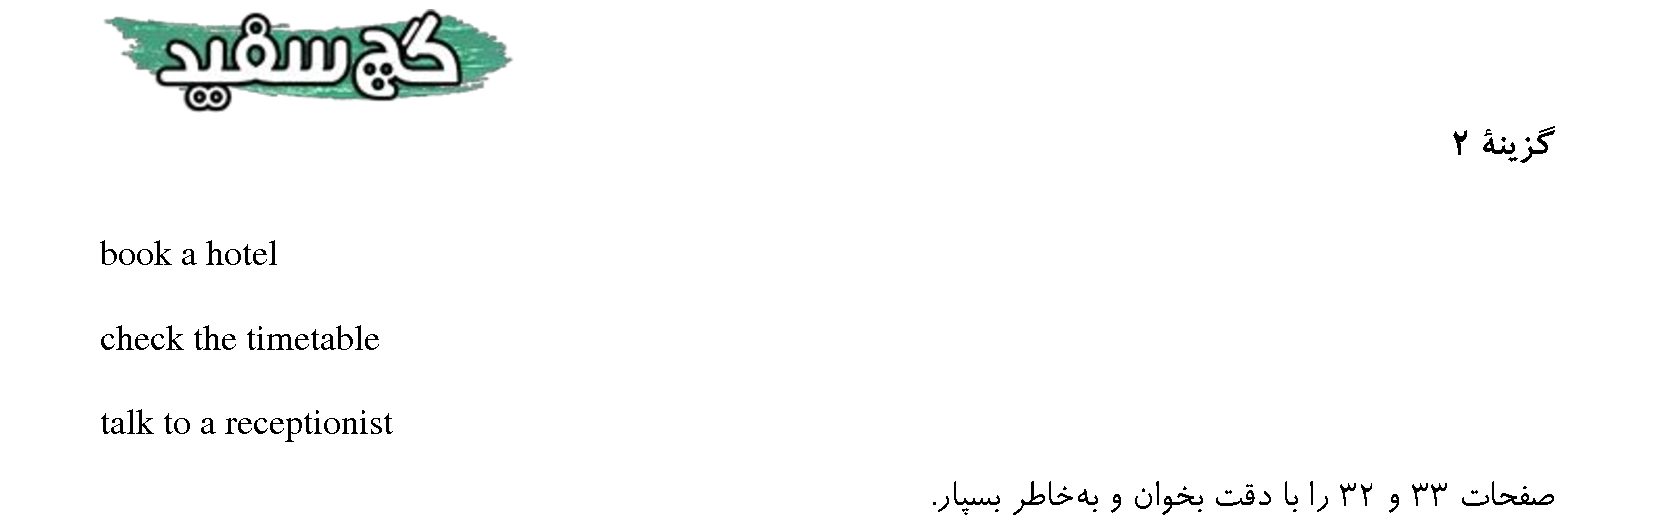 گچ سفید
گزینهٔ ۲
book a hotel
check the timetable
talk to a receptionist
صفحات ۳۳ و ۳۲ را با دقت بخوان و به‌خاطر بسپار.